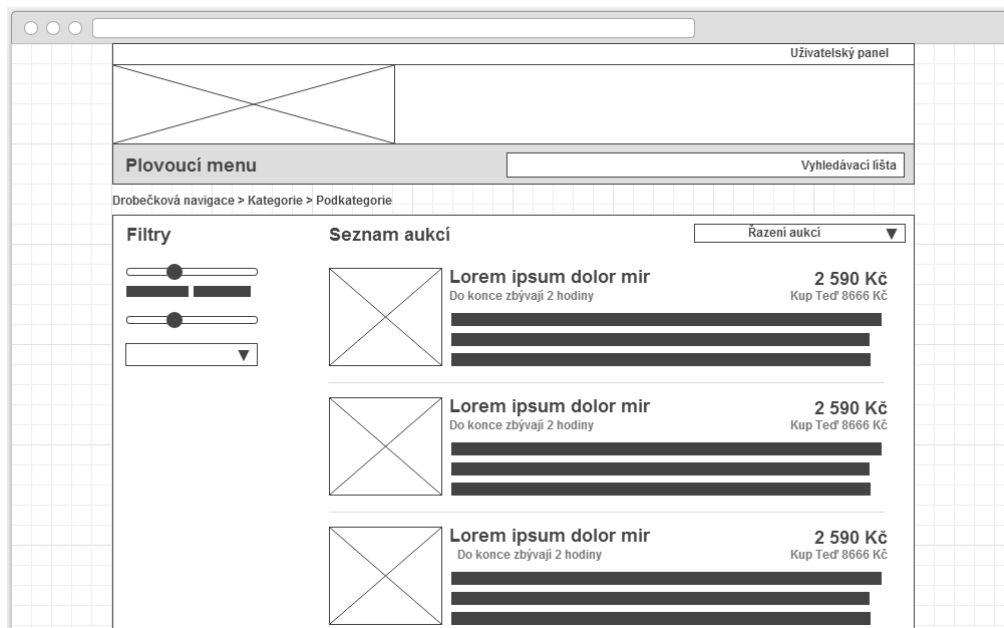 Uživatelský panel
Plovoucí menu
Vyhledávací lišta
Drobečková navigace > Kategorie > Podkategorie
Filtry
Seznam aukcí
Řazení aukcí
Lorem ipsum dolor mir
2 590 Kč
Do konce zbývají 2 hodiny
Kup Teď 8666 Kč
Lorem ipsum dolor mir
2 590 Kč
Do konce zbývají 2 hodiny
Kup Teď 8666 Kč
Lorem ipsum dolor mir
2 590 Kč
Do konce zbývají 2 hodiny
Kup Teď 8666 Kč